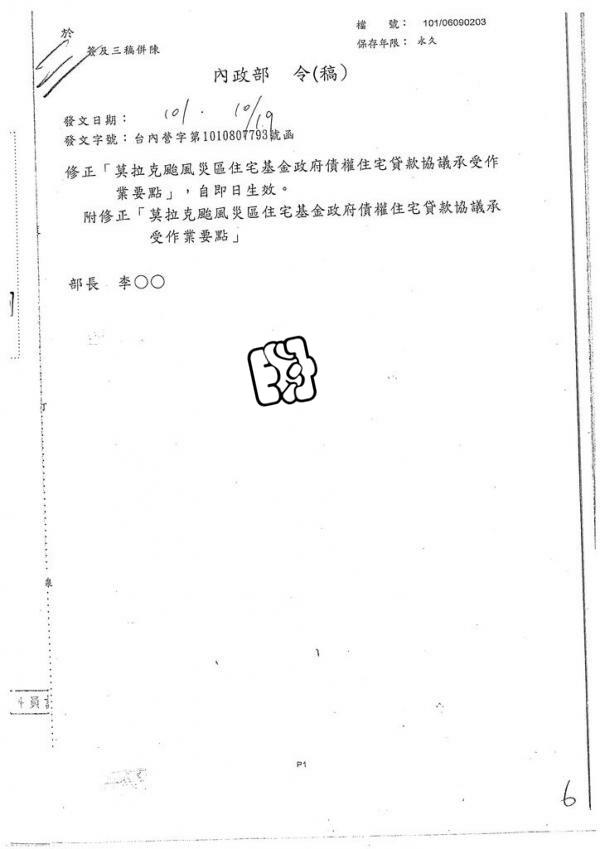 檔　　號： 101/06090203
保存年限： 永久
於
簽及三稿併陳
內政部　令(稿)
發文日期： 101. 10/19
發文字號：台內營字第1010807793號函
修正「莫拉克颱風災區住宅基金政府債權住宅貸款協議承受作
業要點」，自即日生效。
附修正「莫拉克颱風災區住宅基金政府債權住宅貸款協議承
受作業要點」
部長　李○○
訂
線
P1
6